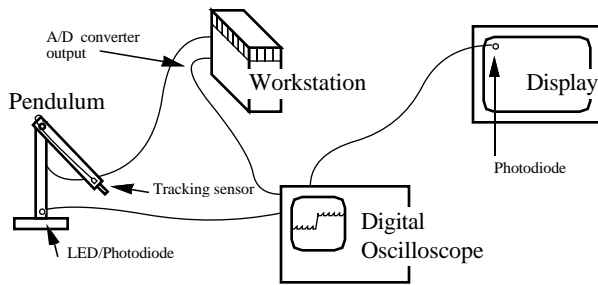 A/D converter
output
Workstation
Display
Pendulum
Photodiode
Tracking sensor
Digital
Oscilloscope
LED/Photodiode